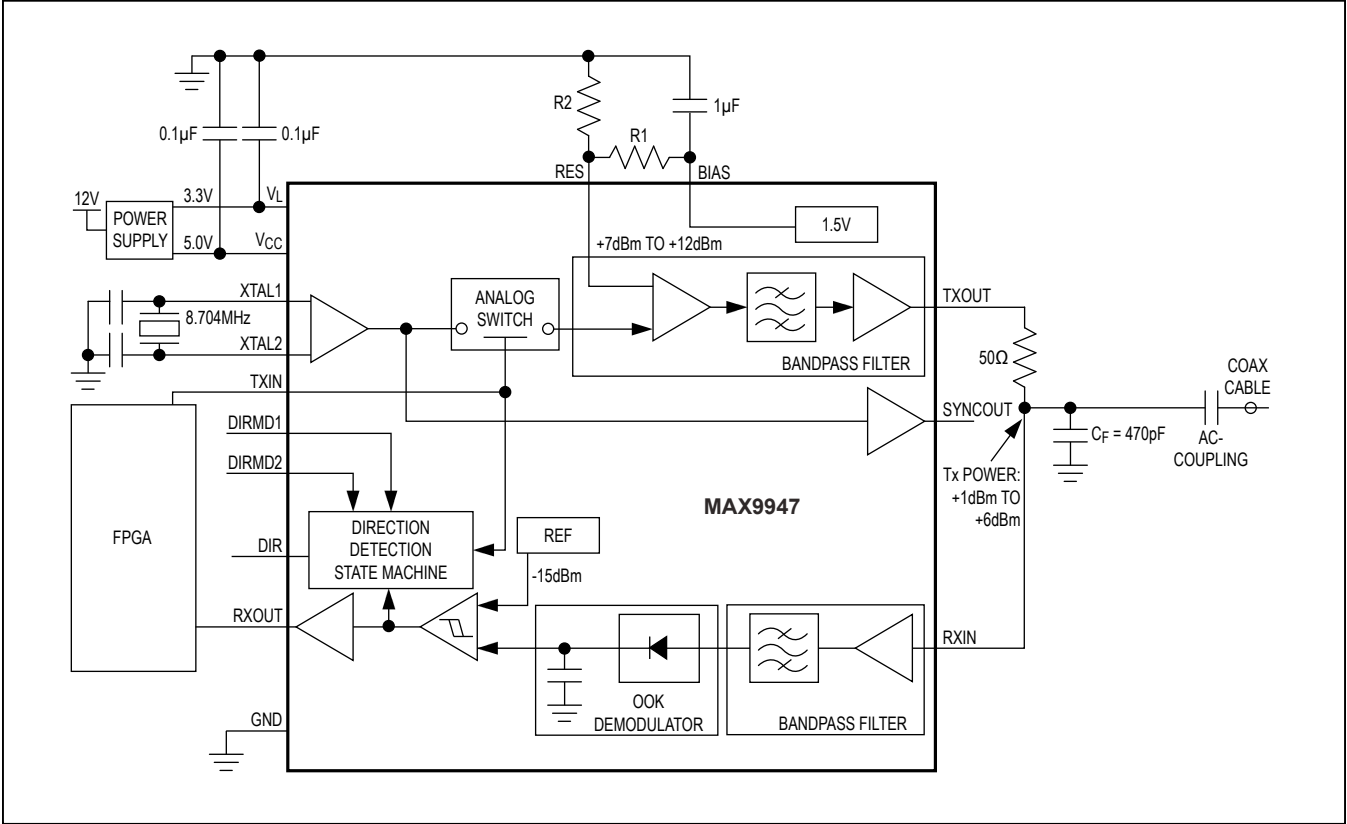 R2
1µF
0.1µF
0.1µF
R1
RES
BIAS
12V
POWER
SUPPLY
3.3V
VL
5.0V
VCC
1.5V
+7dBm TO +12dBm
XTAL1
8.704MHz
XTAL2
ANALOG
SWITCH
BANDPASS FILTER
TXOUT
50Ω
COAX
CABLE
TXIN
SYNCOUT
CF = 470pF
AC-
COUPLING
DIRMD1
DIRMD2
Tx POWER:
+1dBm TO
+6dBm
MAX9947
FPGA
DIR
DIRECTION
DETECTION
STATE MACHINE
REF
-15dBm
RXOUT
RXIN
OOK
DEMODULATOR
BANDPASS FILTER
GND